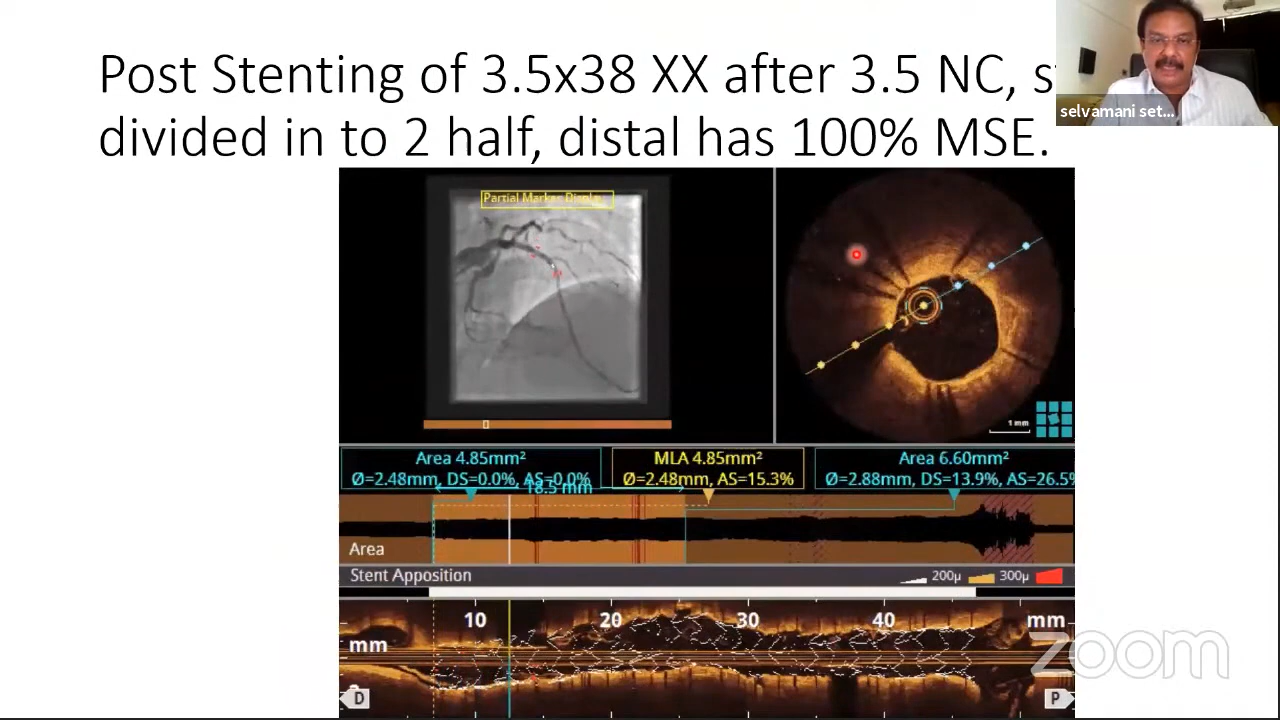 Post Stenting of 3.5x38 XX after 3.5 NC,
divided in to 2 half, distal has 100% MSE.
selvamani set...
Partial Marker Display
1 mm
Area 4.85mm²
Ø=2.48mm, DS=0.0%, AS=0.0%
MLA 4.85mm²
Ø=2.48mm, AS=15.3%
Area 6.60mm²
Ø=2.88mm, DS=13.9%, AS=26.5%
18.5 mm
Area
Stent Apposition
200µ
300µ
mm 10 20 30 40 mm
zoom
D P